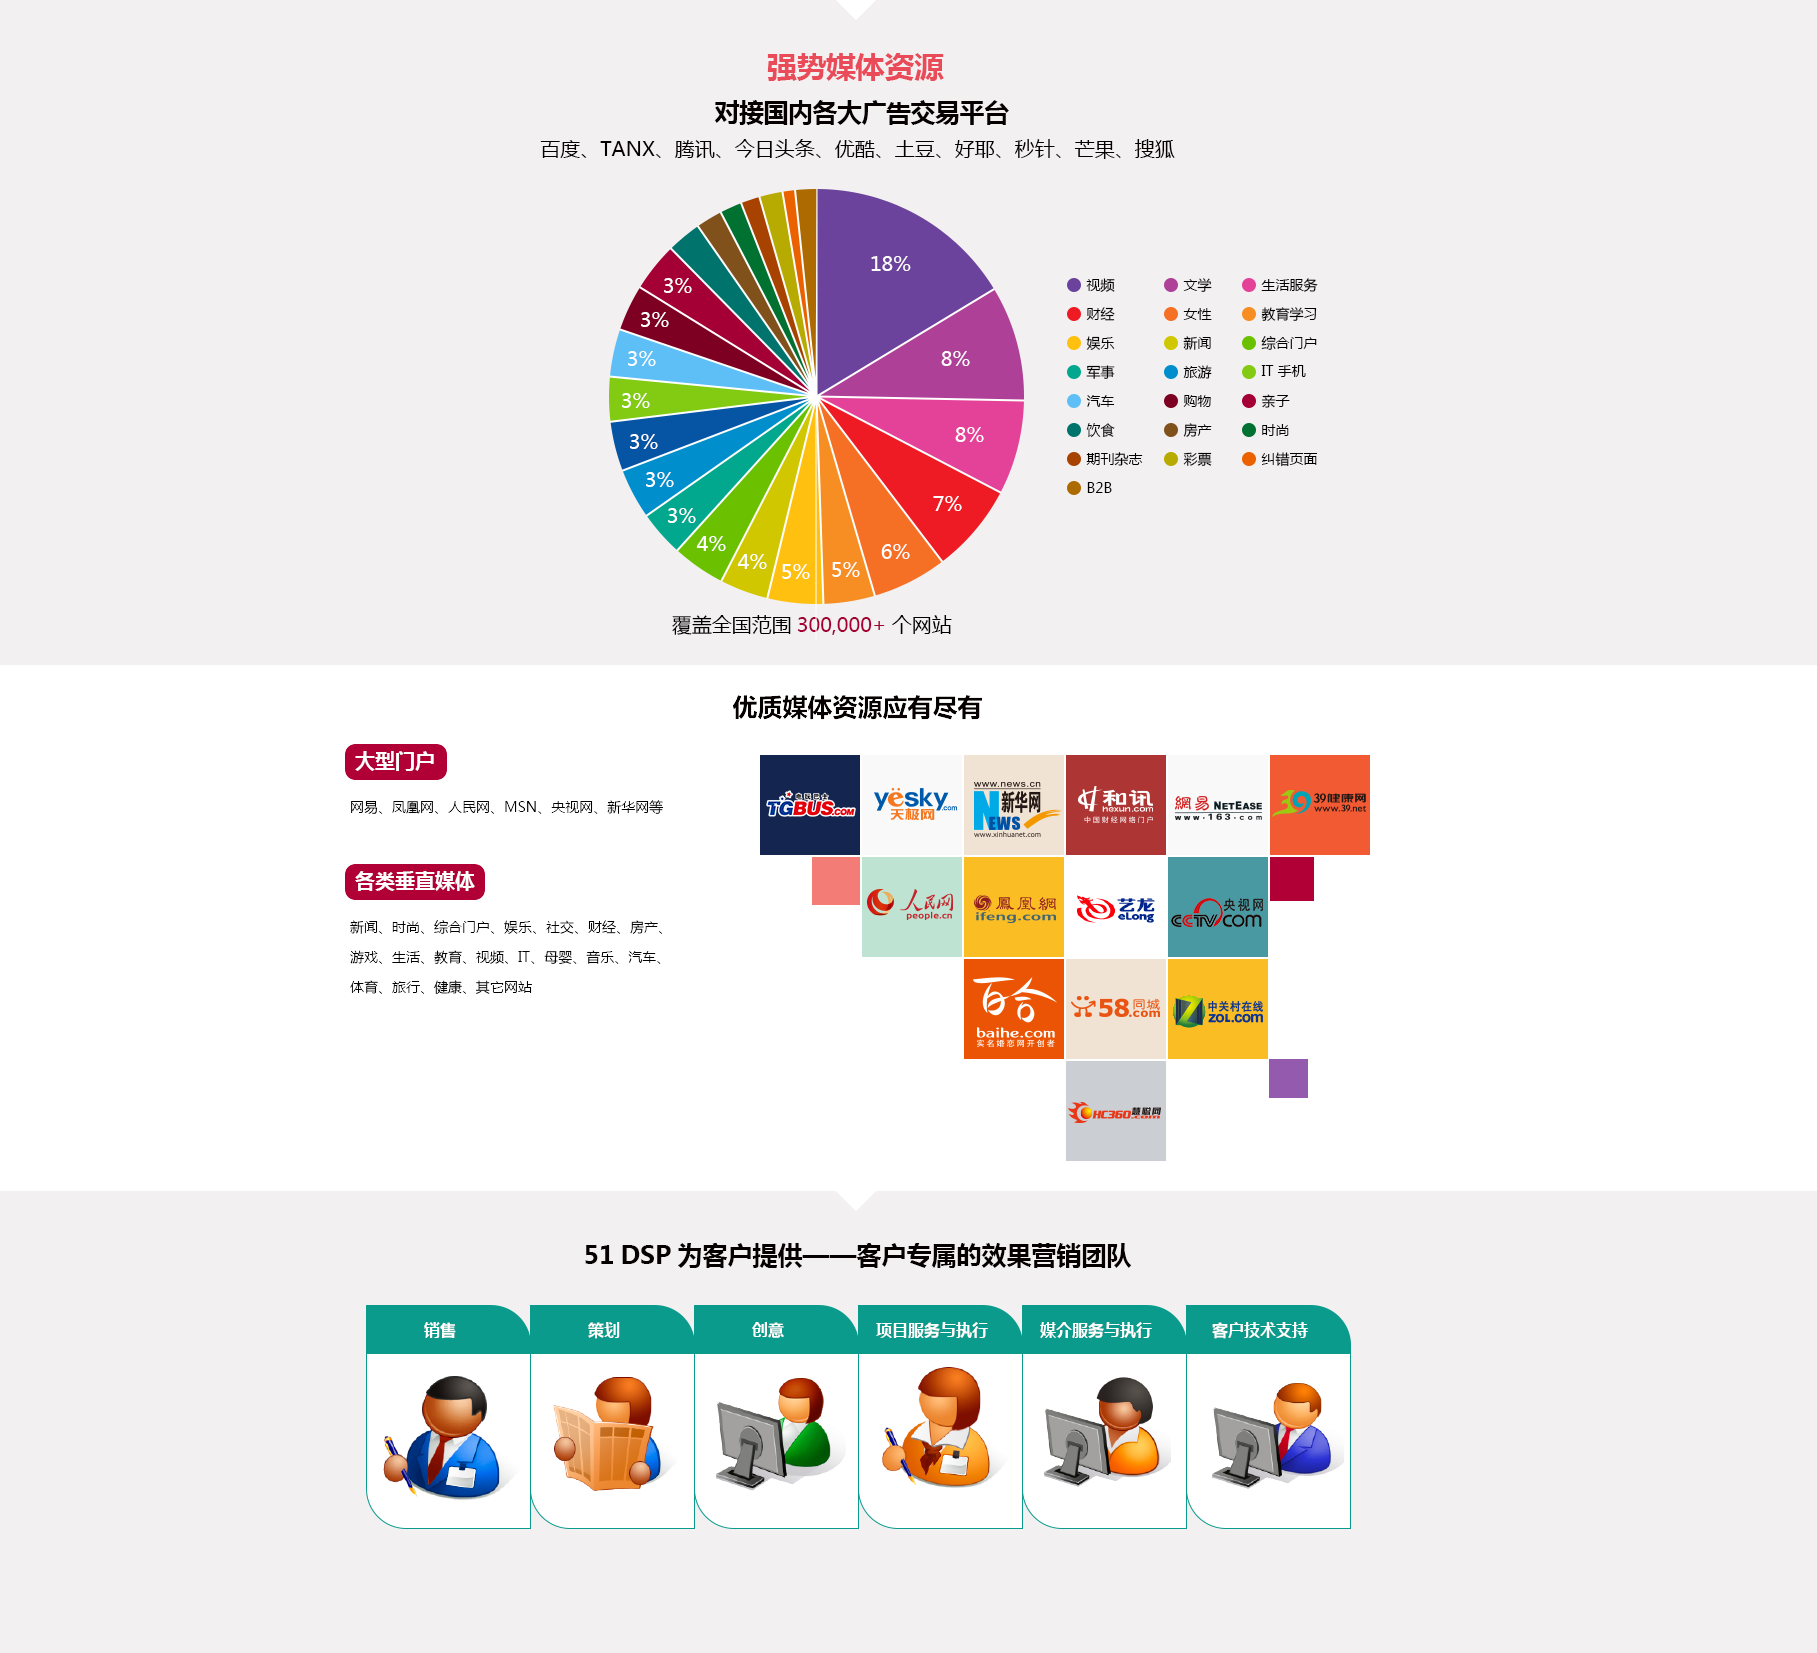 强势媒体资源
对接国内各大广告交易平台
百度、TANX、腾讯、今日头条、优酷、土豆、好耶、秒针、芒果、搜狐
18%
8%
8%
7%
6%
5%
5%
4%
4%
3%
3%
3%
3%
3%
3%
3%
视频 文学 生活服务
财经 女性 教育学习
娱乐 新闻 综合门户
军事 旅游 IT 手机
汽车 购物 亲子
饮食 房产 时尚
期刊杂志 彩票 纠错页面
B2B
覆盖全国范围 300,000+ 个网站
优质媒体资源应有尽有
大型门户
网易、凤凰网、人民网、MSN、央视网、新华网等
各类垂直媒体
新闻、时尚、综合门户、娱乐、社交、财经、房产、
游戏、生活、教育、视频、IT、母婴、音乐、汽车、
体育、旅行、健康、其它网站
TGBUS.COM
yesky.com
天极网
www.news.cn
新华网
NEWS
www.xinhuanet.com
和讯
hexun.com
中国财经网络门户
網易 NETEASE
www.163.com
39健康网
www.39.net
人民网
people.cn
鳳凰網
ifeng.com
艺龙
eLong
央视网
CCTV.com
百合
baihe.com
实名婚恋网开创者
58同城
.com
中关村在线
ZOL.COM
HC360慧聪网
.com
51 DSP 为客户提供——客户专属的效果营销团队
销售
策划
创意
项目服务与执行
媒介服务与执行
客户技术支持